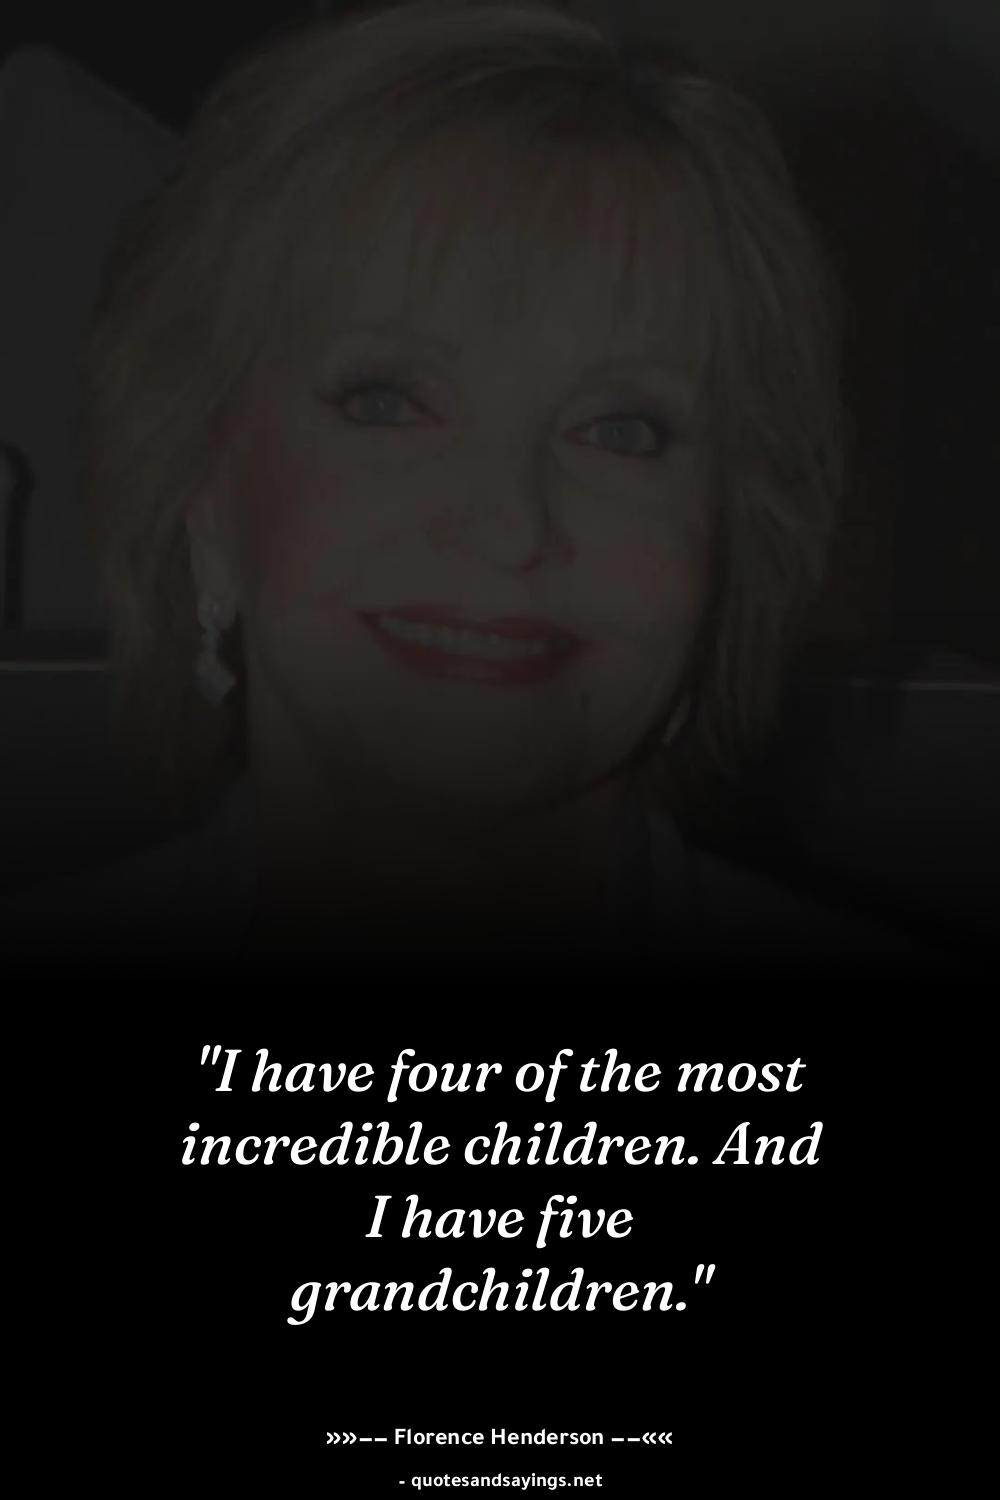 "I have four of the most
incredible children. And
I have five
grandchildren."
»»–– Florence Henderson ––««
- quotesandsayings.net